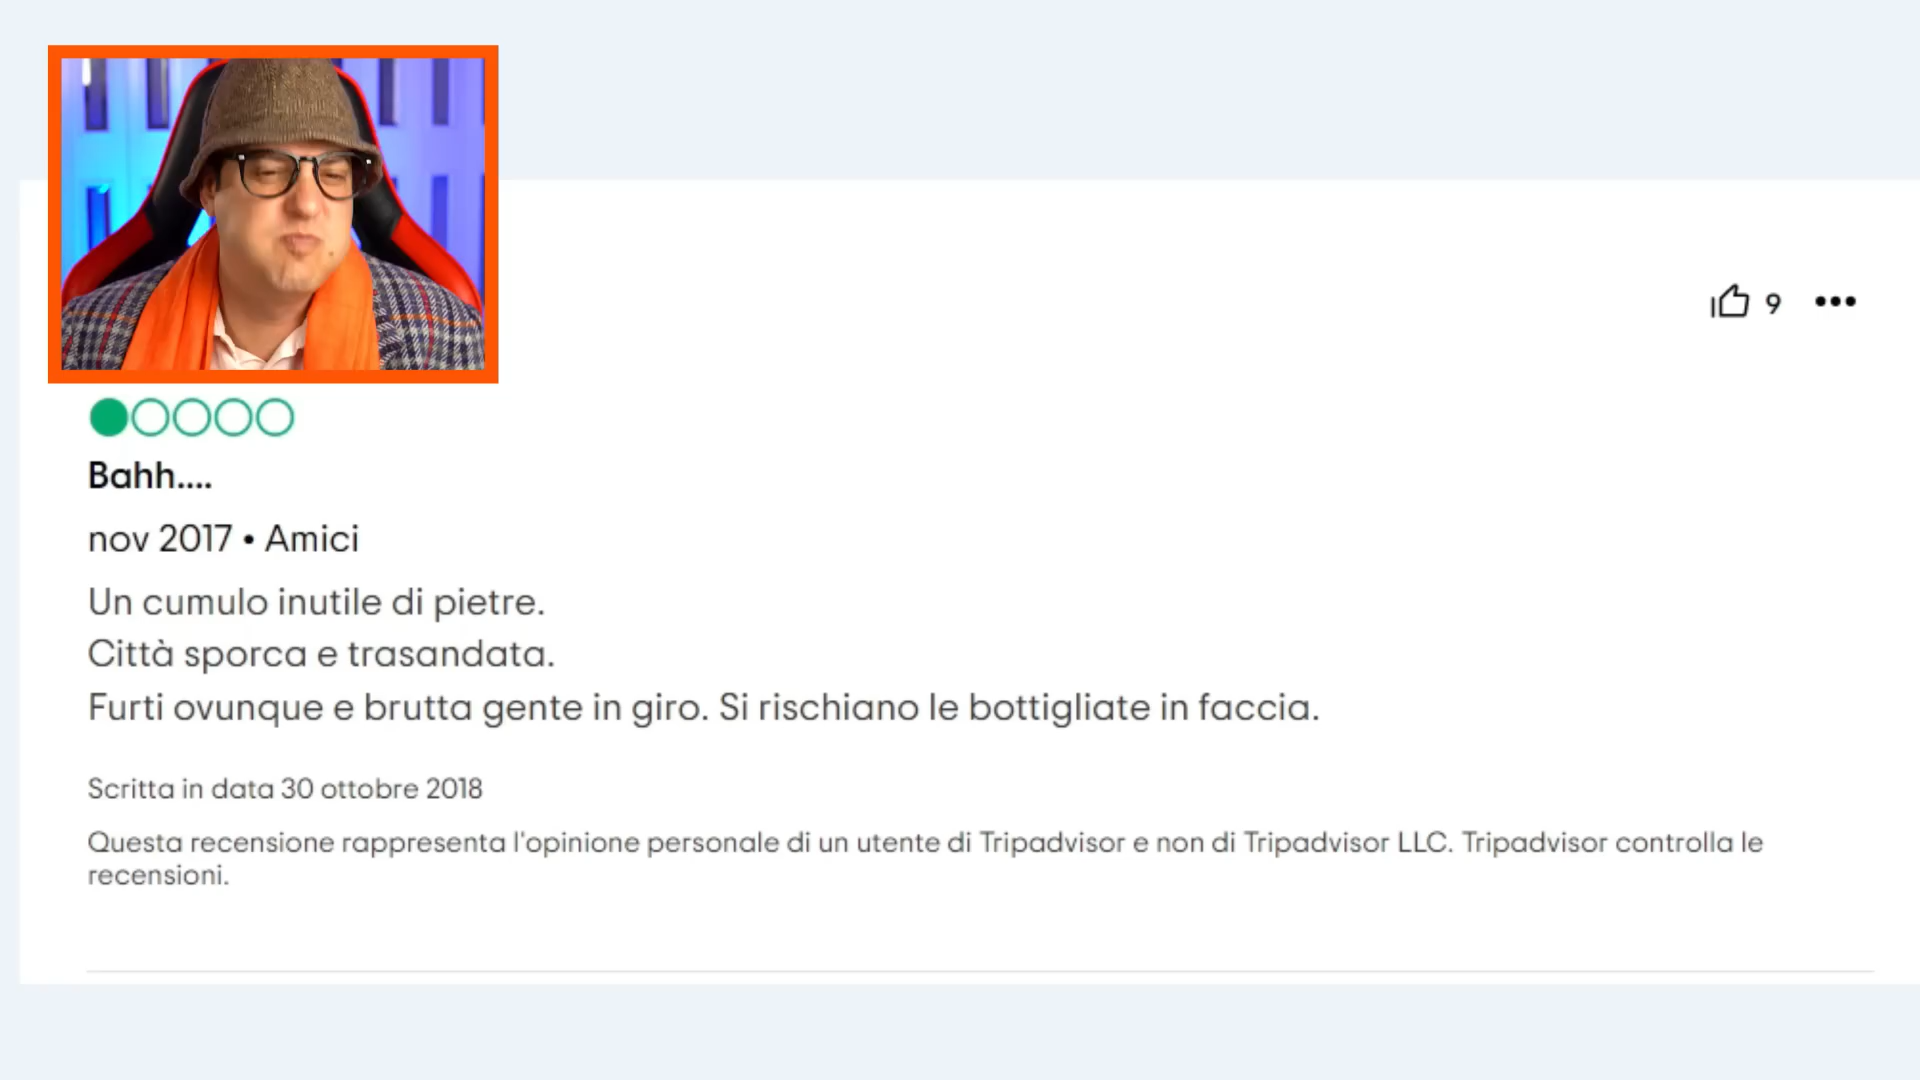 9
Bahh....
nov 2017 • Amici
Un cumulo inutile di pietre.
Città sporca e trasandata.
Furti ovunque e brutta gente in giro. Si rischiano le bottigliate in faccia.
Scritta in data 30 ottobre 2018
Questa recensione rappresenta l'opinione personale di un utente di Tripadvisor e non di Tripadvisor LLC. Tripadvisor controlla le
recensioni.